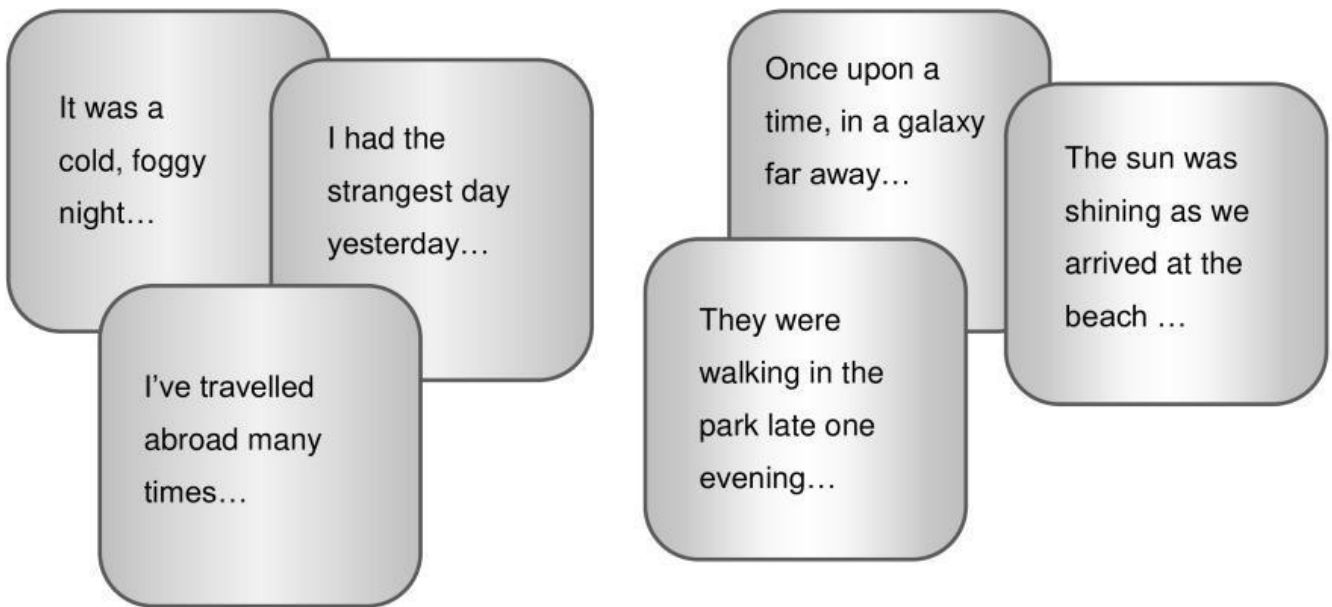 It was a
cold, foggy
night…
I had the
strangest day
yesterday…
I've travelled
abroad many
times…
Once upon a
time, in a galaxy
far away…
The sun was
shining as we
arrived at the
beach …
They were
walking in the
park late one
evening…